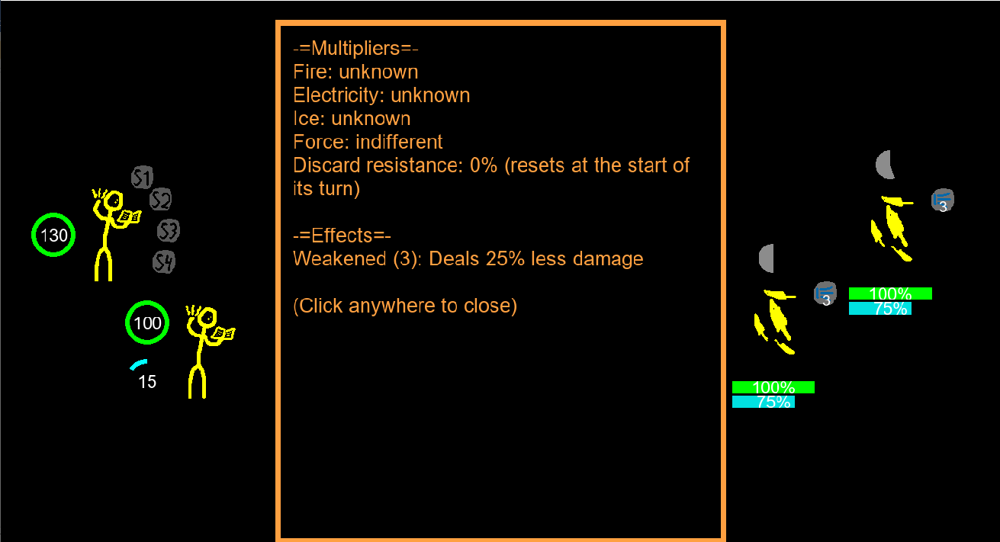 -=Multipliers=-
Fire: unknown
Electricity: unknown
Ice: unknown
Force: indifferent
Discard resistance: 0% (resets at the start of
its turn)
-=Effects=-
Weakened (3): Deals 25% less damage
(Click anywhere to close)
S1
S2
S3
S4
130
100
15
3
100%
75%
3
100%
75%